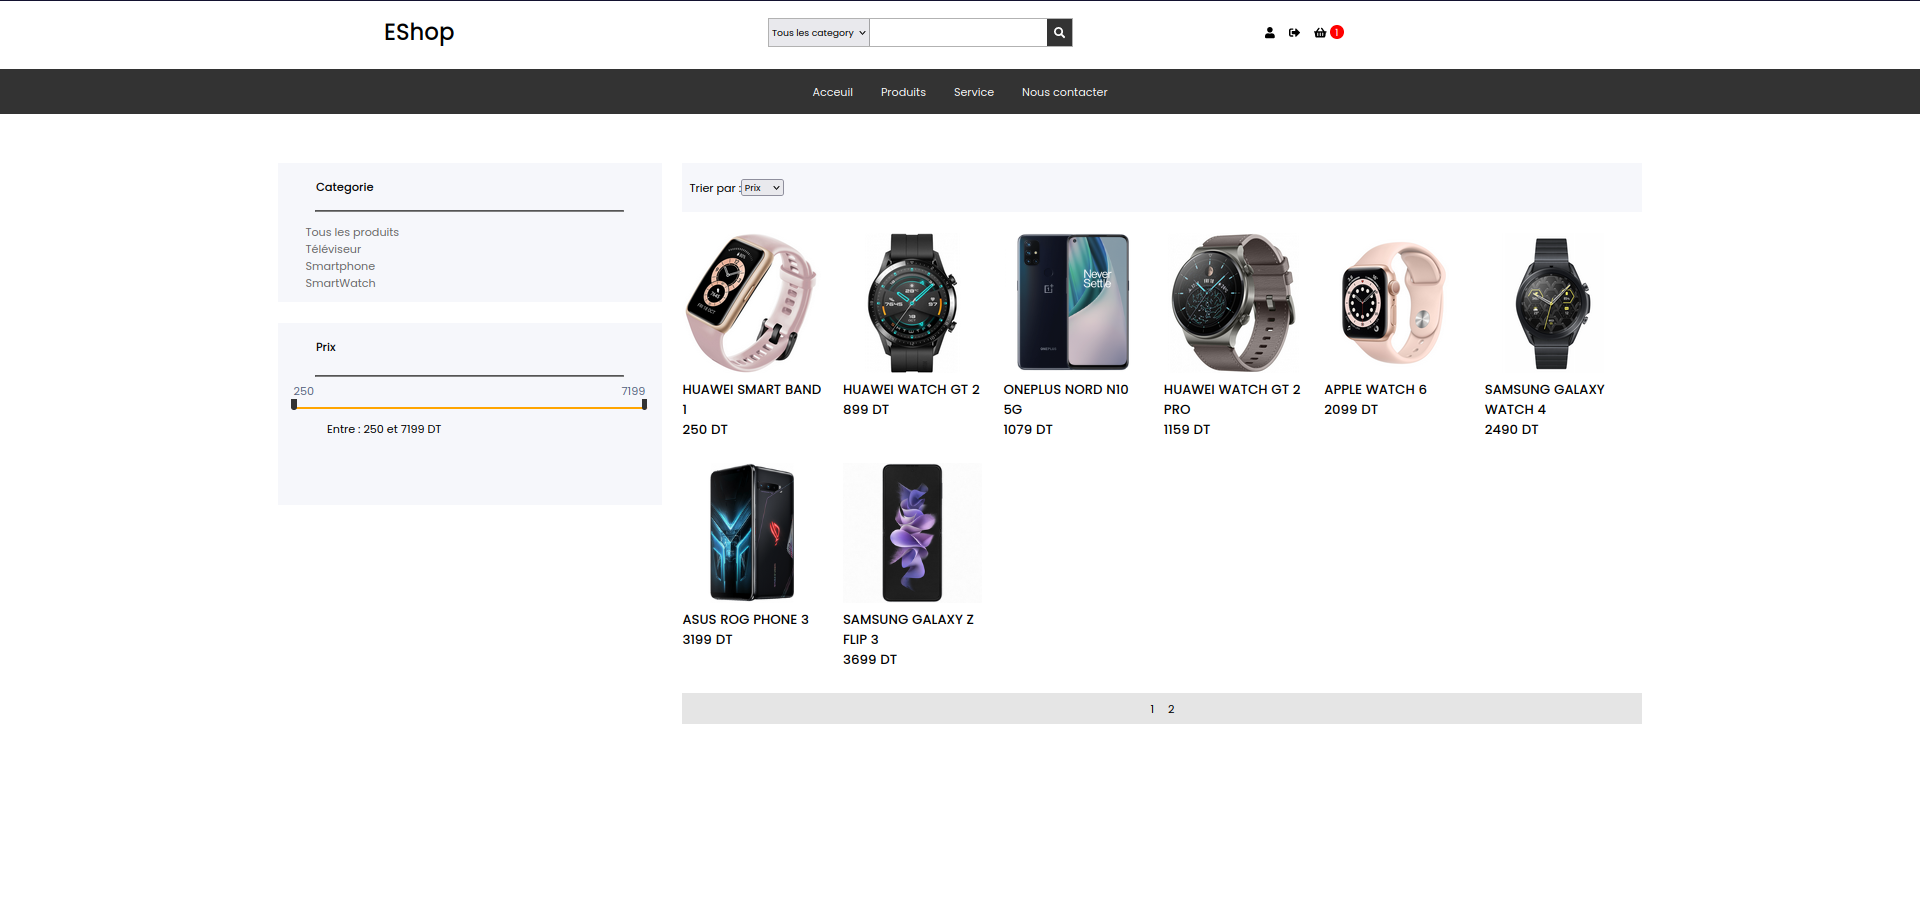 EShop
Tous les category
1
Acceuil Produits Service Nous contacter
Categorie
Tous les produits
Téléviseur
Smartphone
SmartWatch
Prix
250 7199
Entre : 250 et 7199 DT
Trier par : Prix
HUAWEI SMART BAND
1
250 DT
HUAWEI WATCH GT 2
899 DT
Never
Settle
ONEPLUS NORD N10
5G
1079 DT
HUAWEI WATCH GT 2
PRO
1159 DT
APPLE WATCH 6
2099 DT
SAMSUNG GALAXY
WATCH 4
2490 DT
ASUS ROG PHONE 3
3199 DT
SAMSUNG GALAXY Z
FLIP 3
3699 DT
1 2